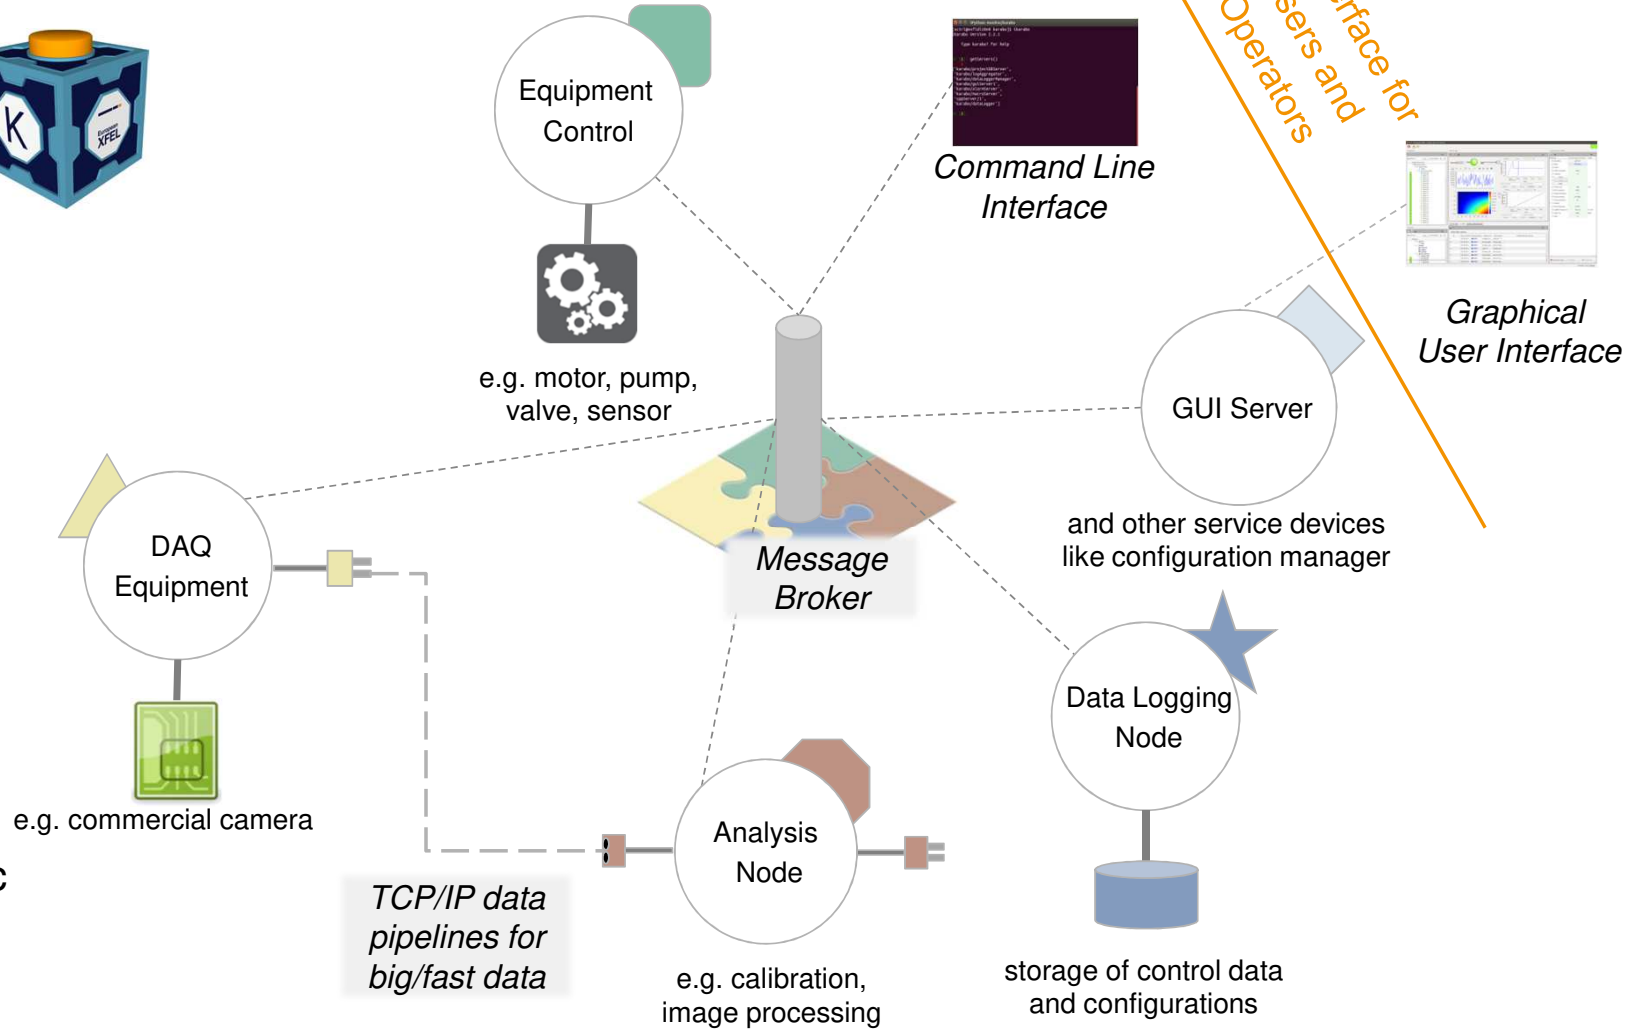 K
European
XFEL
Equipment
Control
e.g. motor, pump,
valve, sensor
Command Line
Interface
for
and
Operators
Graphical
User Interface
GUI Server
and other service devices
like configuration manager
Message
Broker
DAQ
Equipment
e.g. commercial camera
TCP/IP data
pipelines for
big/fast data
Analysis
Node
e.g. calibration,
image processing
Data Logging
Node
storage of control data
and configurations